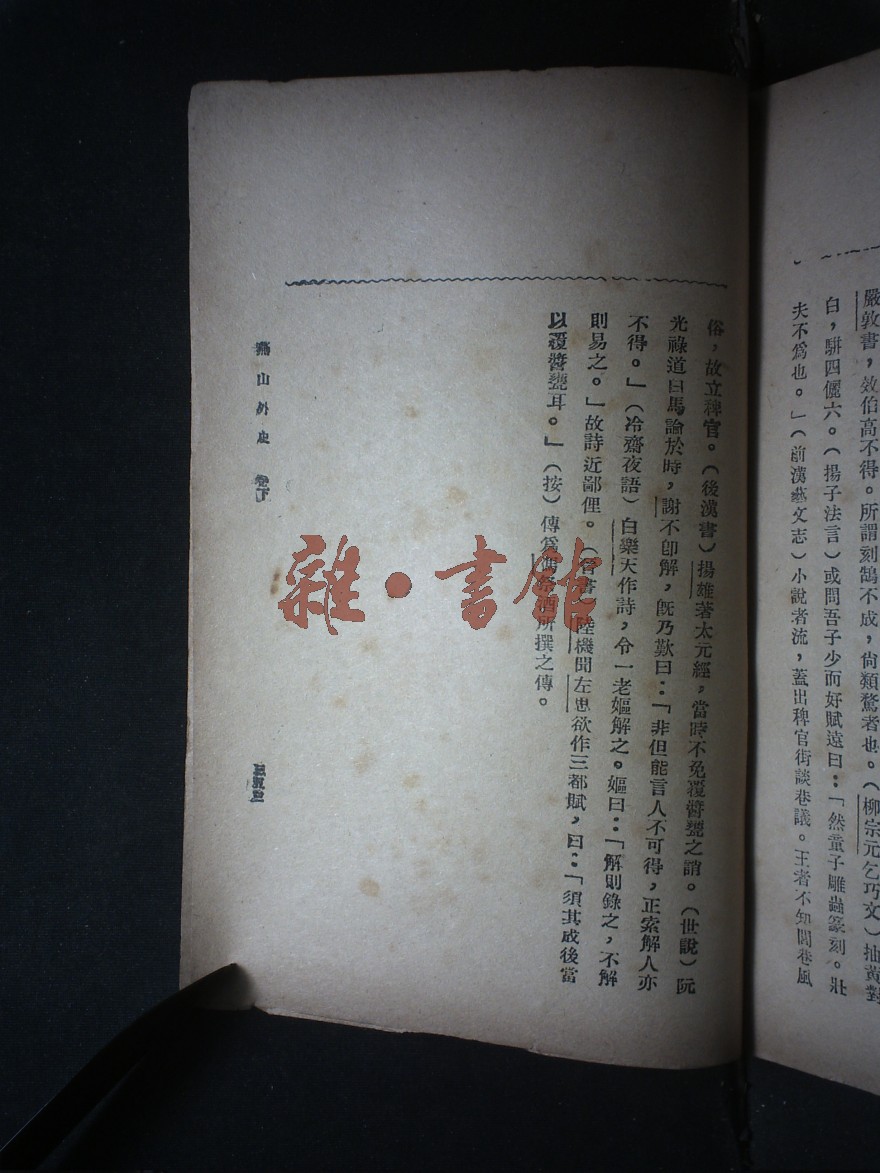 嚴敦書，效伯高不得。所謂刻鵠不成，尙類鶩者也。（柳宗元乞巧文）抽黃對
白，駢四儷六。（揚子法言）或問吾子少而好賦遠曰：「然童子雕蟲篆刻。壯
夫不爲也。」（前漢藝文志）小說者流，蓋出稗官街談巷議。王者不知閭巷風
俗，故立稗官。（後漢書）揚雄著太元經，當時不免覆醬甕之誚。（世說）阮
光祿道白馬論於時，謝不卽解，旣乃歎曰：「非但能言人不可得，正索解人亦
不得。」（冷齋夜語）白樂天作詩，令一老嫗解之。嫗曰：「解則錄之，不解
則易之。」故詩近鄙俚。（晉書）陸機聞左思欲作三都賦，曰：「須其成後當
以覆醬甕耳。」（按）傳爲所撰之傳。
燕山外史 卷下
雜·書館